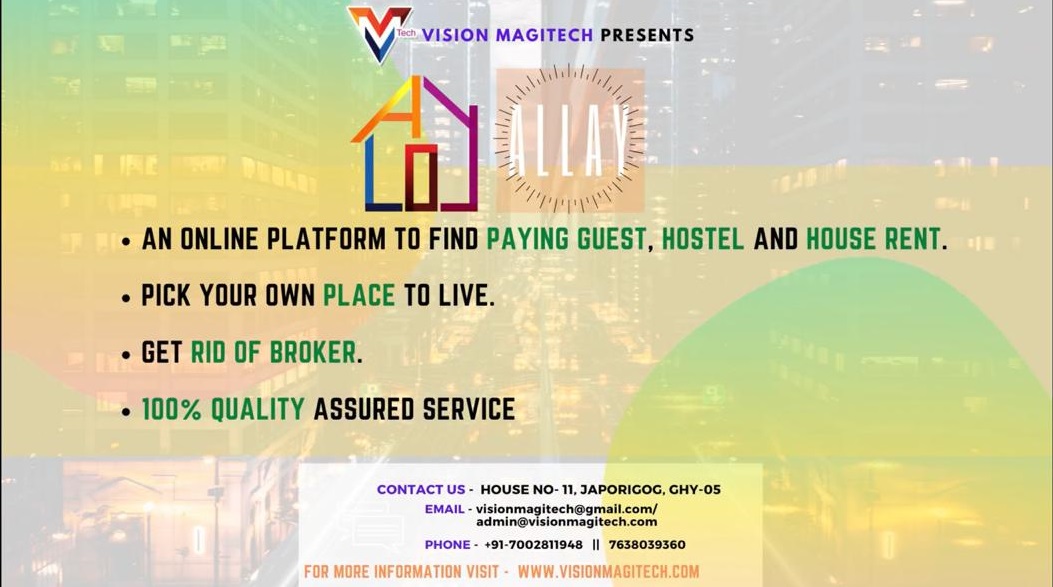 Tech VISION MAGITECH PRESENTS
ALLAY
• AN ONLINE PLATFORM TO FIND PAYING GUEST, HOSTEL AND HOUSE RENT.
• PICK YOUR OWN PLACE TO LIVE.
• GET RID OF BROKER.
• 100% QUALITY ASSURED SERVICE
CONTACT US - HOUSE NO- 11, JAPORIGOG, GHY-05
EMAIL - visionmagitech@gmail.com/
admin@visionmagitech.com
PHONE - +91-7002811948 || 7638039360
FOR MORE INFORMATION VISIT - WWW.VISIONMAGITECH.COM